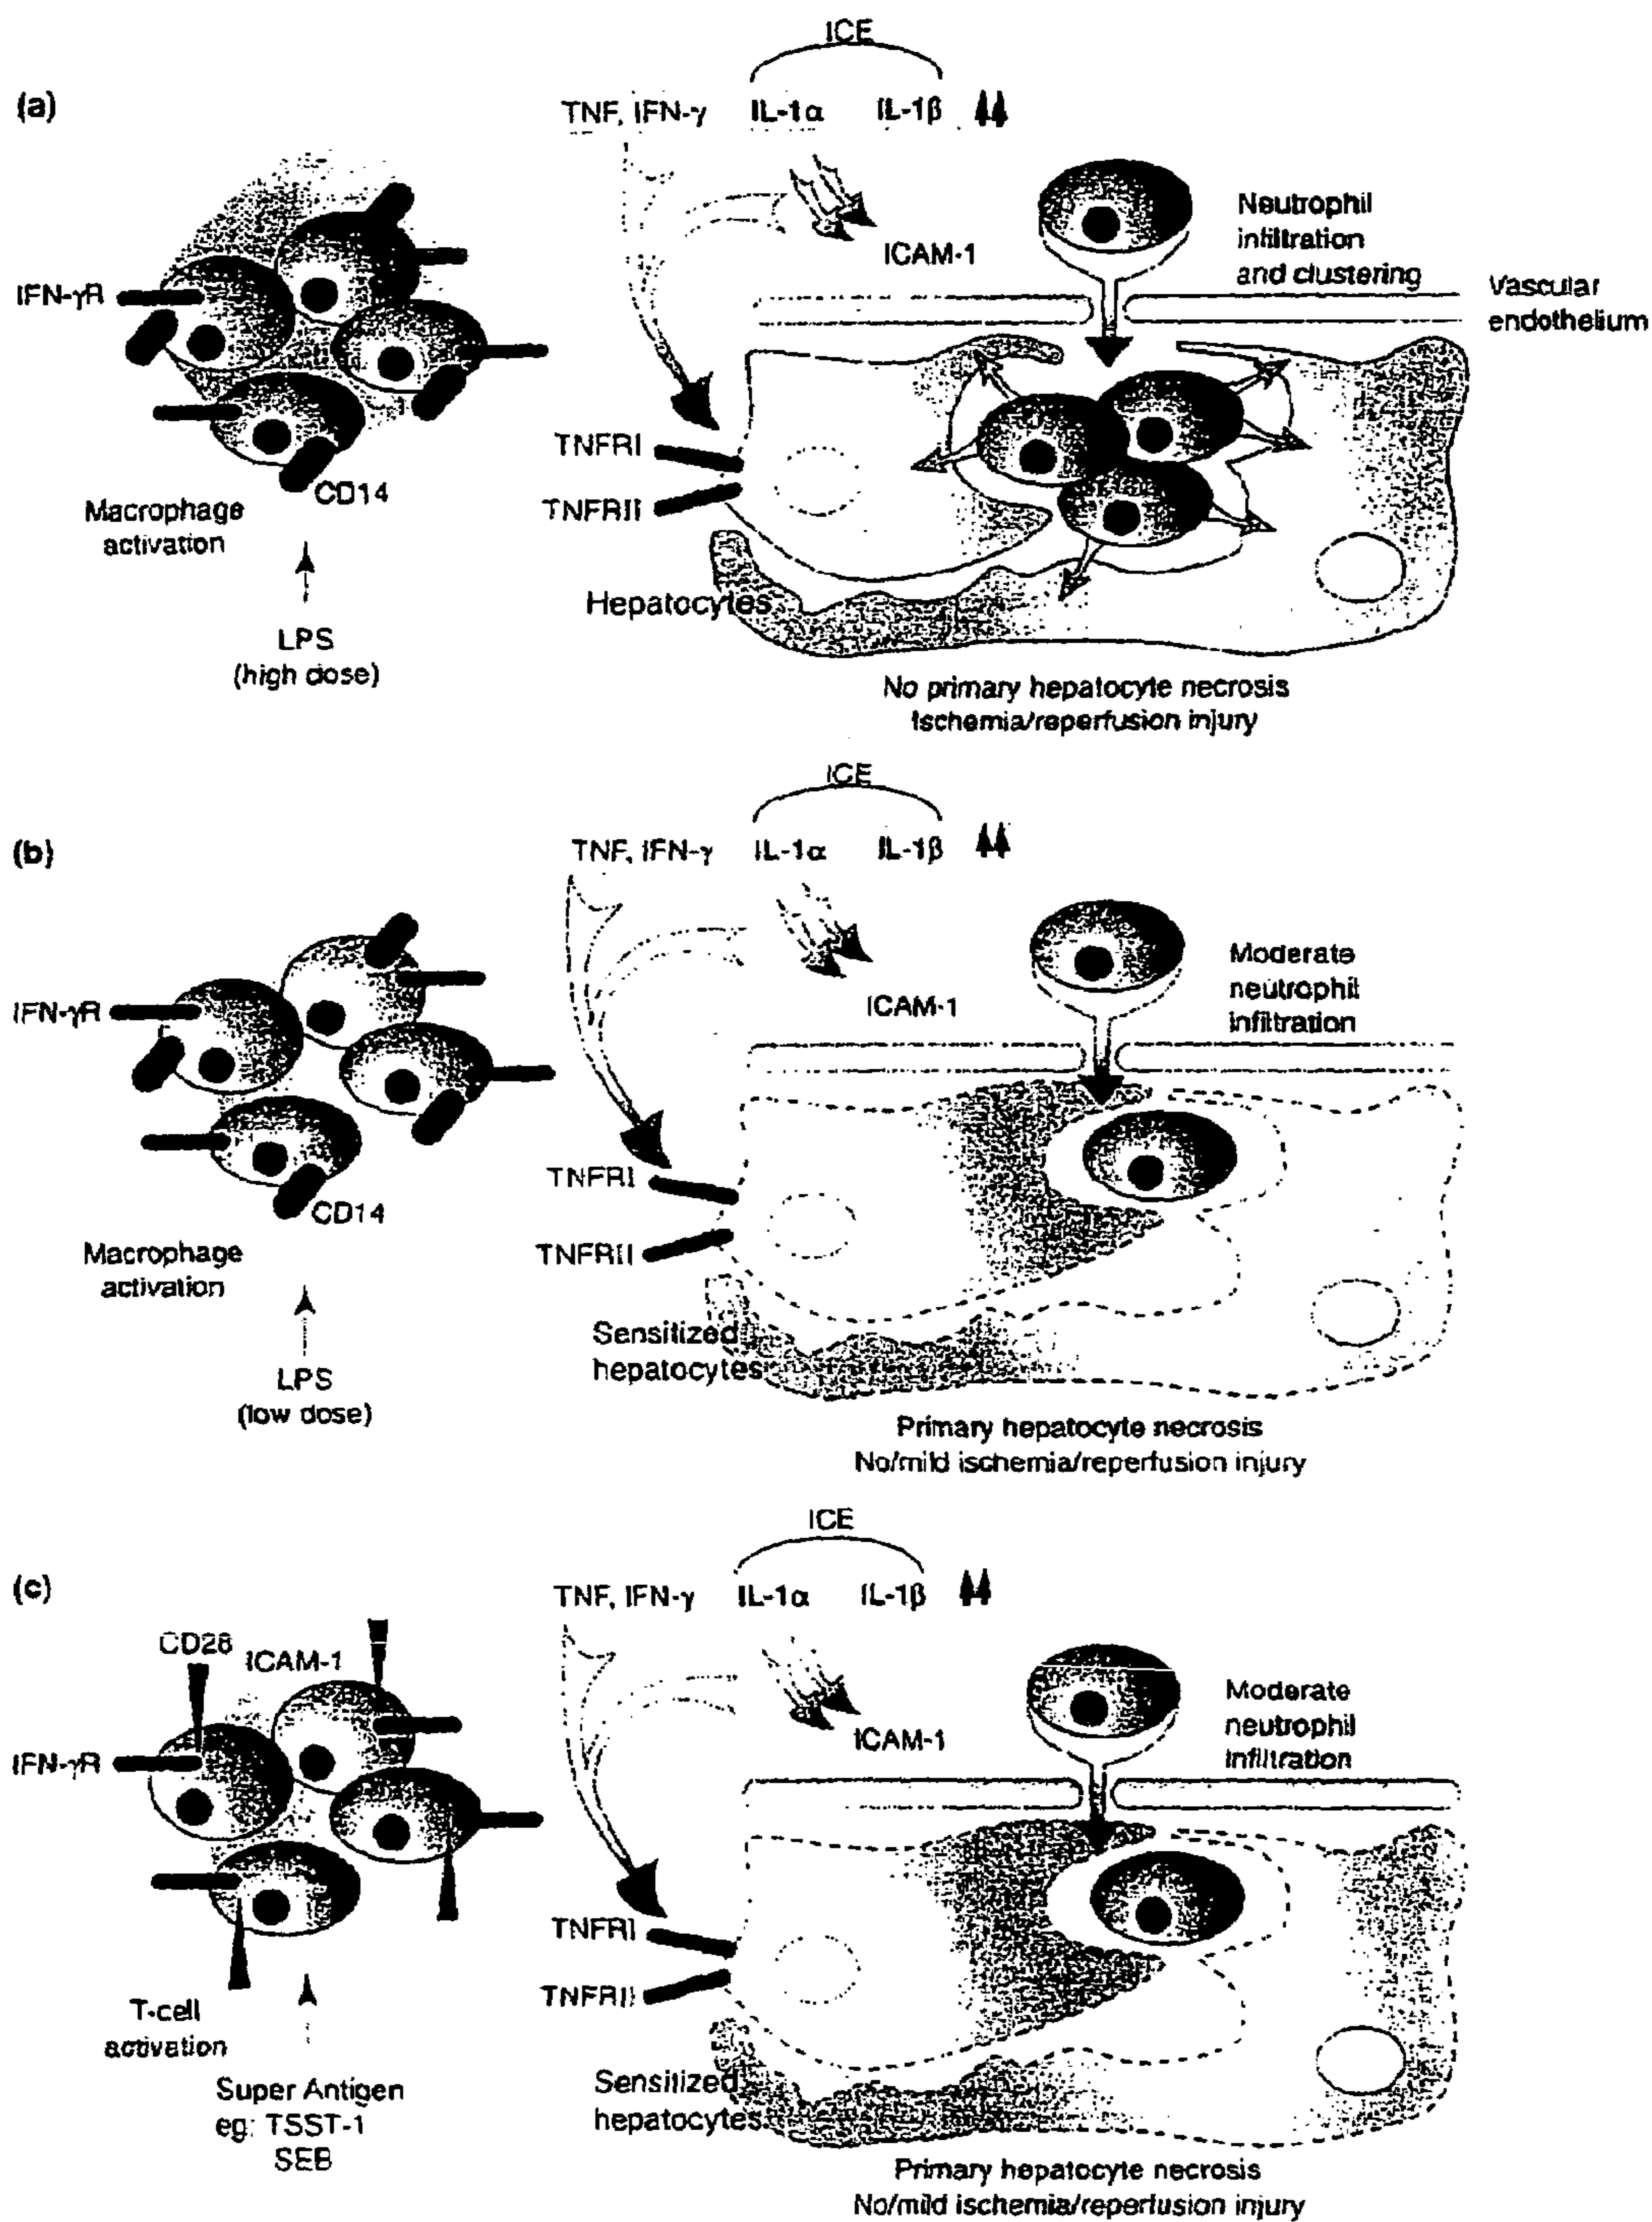 (a)
ICE
TNF, IFN-γ IL-1α IL-1β
IFN-γR
ICAM-1
Neutrophil
infiltration
and clustering
Vascular
endothelium
TNFRI
TNFRII
CD14
Macrophage
activation
LPS
(high dose)
Hepatocytes
No primary hepatocyte necrosis
Ischemia/reperfusion injury
(b)
ICE
TNF, IFN-γ IL-1α IL-1β
IFN-γR
ICAM-1
Moderate
neutrophil
infiltration
TNFRI
TNFRII
CD14
Macrophage
activation
LPS
(low dose)
Sensitized
hepatocytes
Primary hepatocyte necrosis
No/mild ischemia/reperfusion injury
(c)
ICE
TNF, IFN-γ IL-1α IL-1β
CD28
ICAM-1
IFN-γR
ICAM-1
Moderate
neutrophil
infiltration
TNFRI
TNFRII
T-cell
activation
Super Antigen
eg: TSST-1
SEB
Sensitized
hepatocytes
Primary hepatocyte necrosis
No/mild ischemia/reperfusion injury